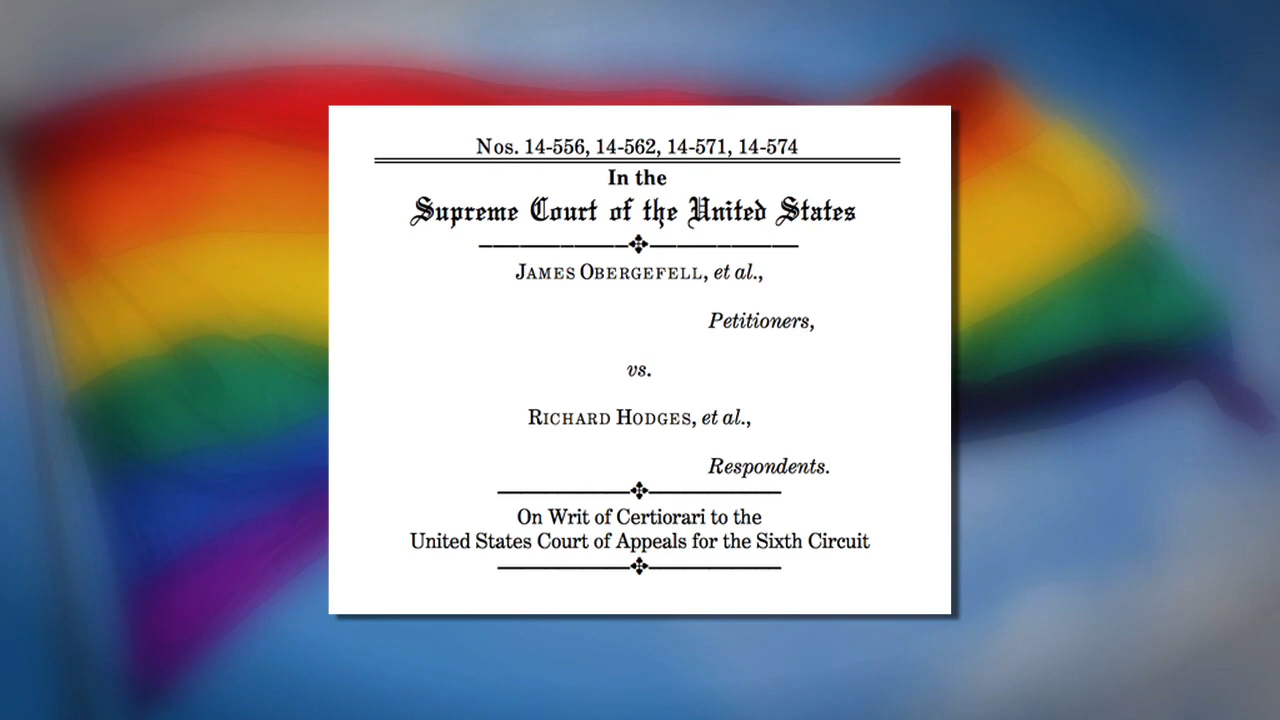 Nos. 14-556, 14-562, 14-571, 14-574
In the
Supreme Court of the United States
James Obergefell, et al.,
Petitioners,
vs.
Richard Hodges, et al.,
Respondents.
On Writ of Certiorari to the
United States Court of Appeals for the Sixth Circuit